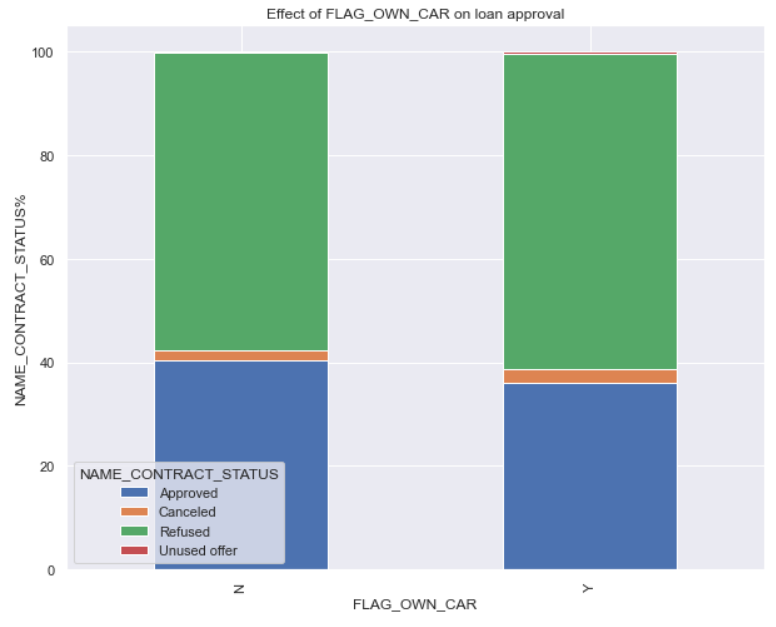 Effect of FLAG_OWN_CAR on loan approval
NAME_CONTRACT_STATUS%
100
80
60
40
20
0
NAME_CONTRACT_STATUS
Approved
Canceled
Refused
Unused offer
N
Y
FLAG_OWN_CAR